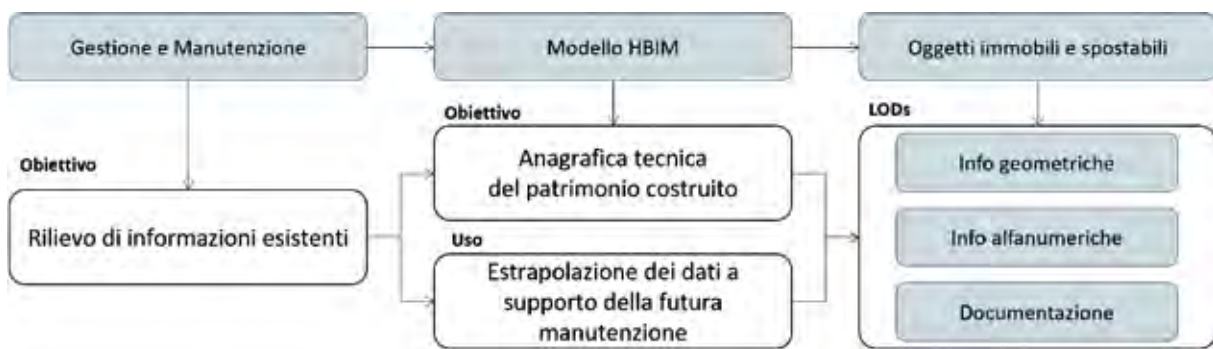 Gestione e Manutenzione
Modello HBIM
Oggetti immobili e spostabili
Obiettivo
Rilievo di informazioni esistenti
Obiettivo
Anagrafica tecnica
del patrimonio costruito
Uso
Estrapolazione dei dati a
supporto della futura
manutenzione
LODs
Info geometriche
Info alfanumeriche
Documentazione